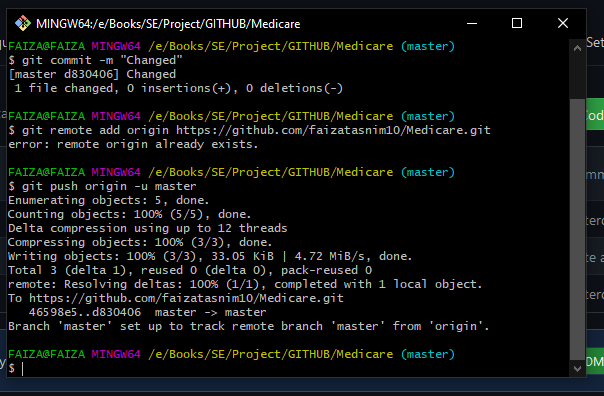 MINGW64:/e/Books/SE/Project/GITHUB/Medicare
FAIZA@FAIZA MINGW64 /e/Books/SE/Project/GITHUB/Medicare (master)
$ git commit -m "Changed"
[master d830406] Changed
 1 file changed, 0 insertions(+), 0 deletions(-)
FAIZA@FAIZA MINGW64 /e/Books/SE/Project/GITHUB/Medicare (master)
$ git remote add origin https://github.com/faizatasnim10/Medicare.git
error: remote origin already exists.
FAIZA@FAIZA MINGW64 /e/Books/SE/Project/GITHUB/Medicare (master)
$ git push origin -u master
Enumerating objects: 5, done.
Counting objects: 100% (5/5), done.
Delta compression using up to 12 threads
Compressing objects: 100% (3/3), done.
Writing objects: 100% (3/3), 33.05 KiB | 4.72 MiB/s, done.
Total 3 (delta 1), reused 0 (delta 0), pack-reused 0
remote: Resolving deltas: 100% (1/1), completed with 1 local object.
To https://github.com/faizatasnim10/Medicare.git
   46598e5..d830406  master -> master
Branch 'master' set up to track remote branch 'master' from 'origin'.
FAIZA@FAIZA MINGW64 /e/Books/SE/Project/GITHUB/Medicare (master)
$
Set